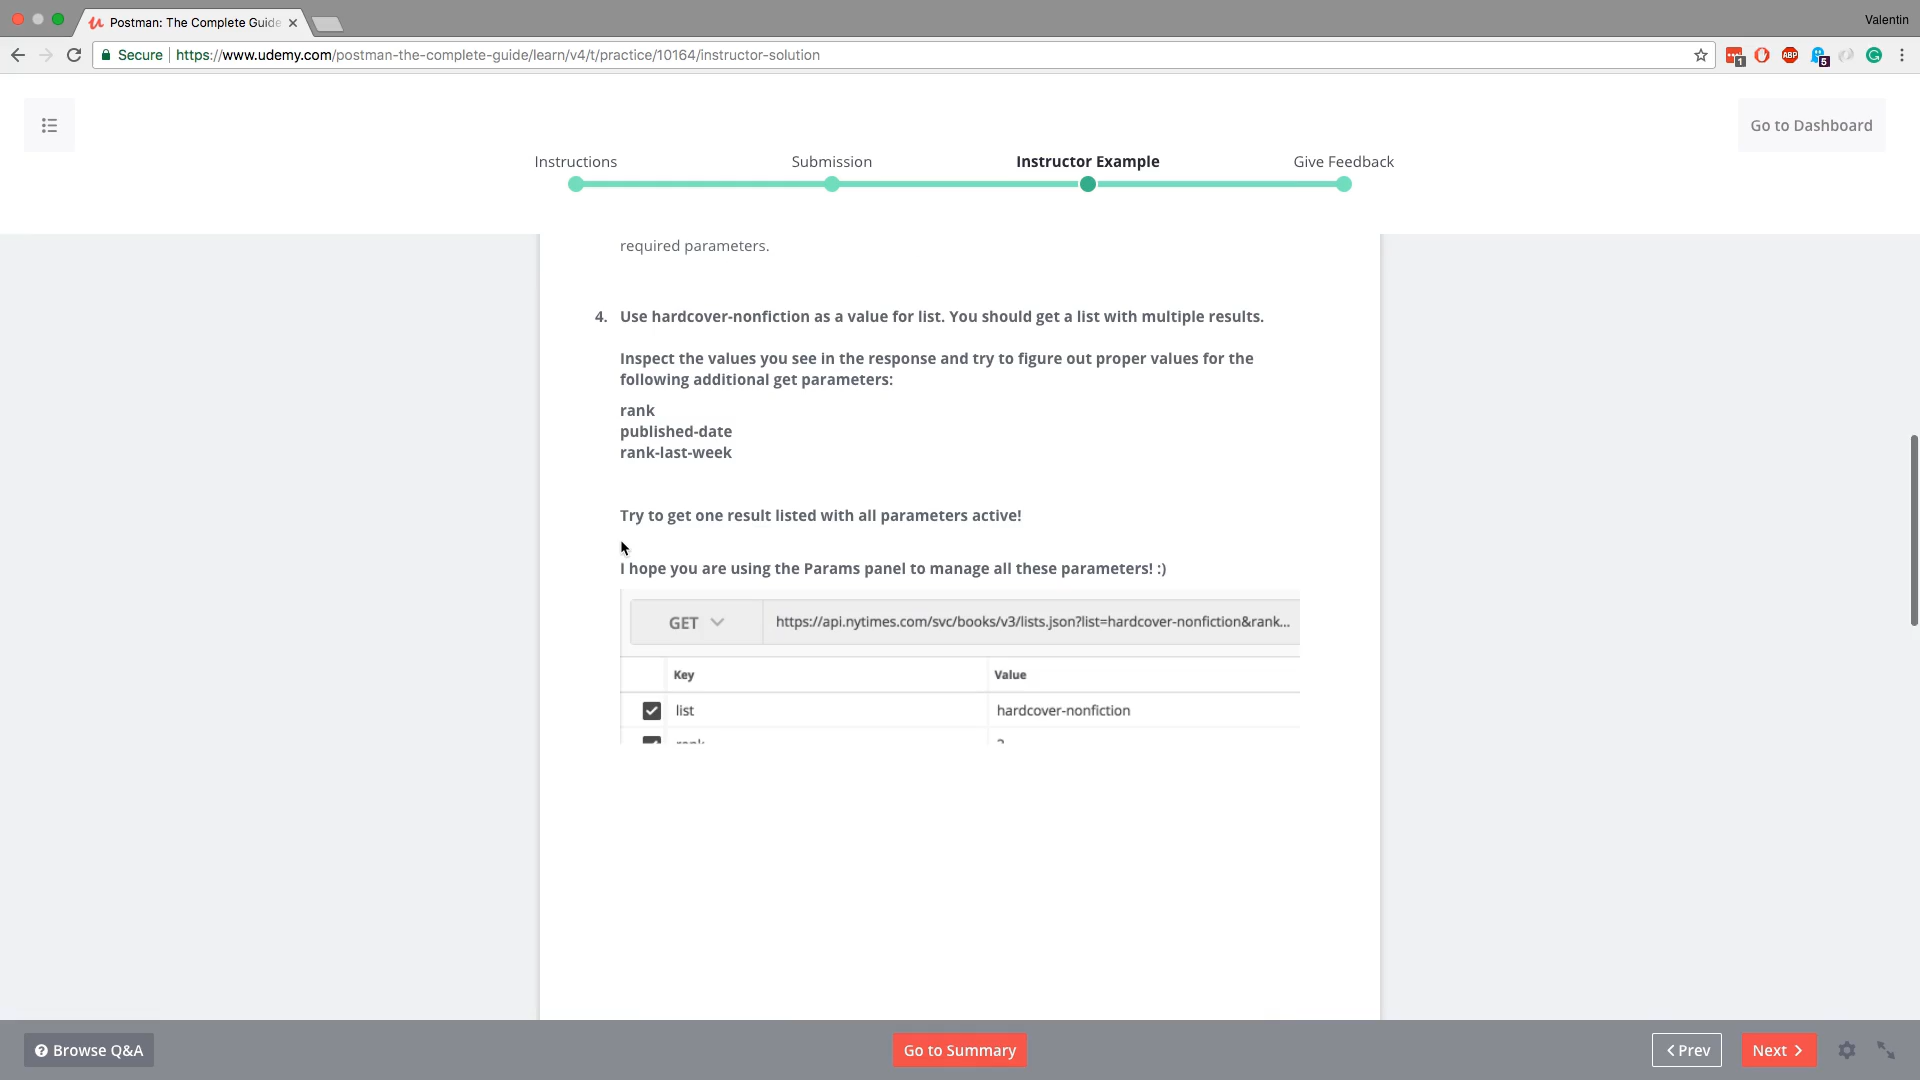 Postman: The Complete Guide
Valentin
Secure
https://www.udemy.com/postman-the-complete-guide/learn/v4/t/practice/10164/instructor-solution
1
ABP
5
Go to Dashboard
Instructions
Submission
Instructor Example
Give Feedback
required parameters.
4. Use hardcover-nonfiction as a value for list. You should get a list with multiple results.
Inspect the values you see in the response and try to figure out proper values for the
following additional get parameters:
rank
published-date
rank-last-week
Try to get one result listed with all parameters active!
I hope you are using the Params panel to manage all these parameters! :)
GET
https://api.nytimes.com/svc/books/v3/lists.json?list=hardcover-nonfiction&rank...
Key
Value
list
hardcover-nonfiction
Browse Q&A
Go to Summary
Prev
Next